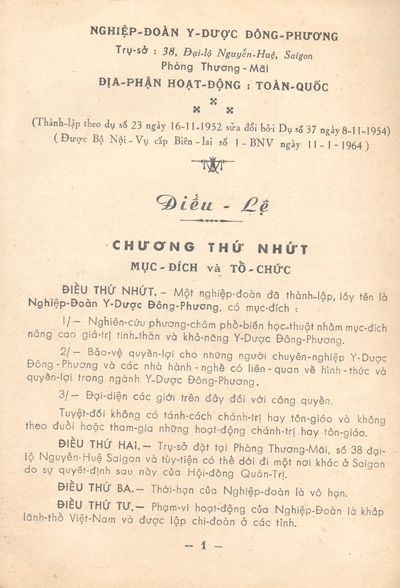 NGHIỆP-ĐOÀN Y-DƯỢC ĐÔNG-PHƯƠNG
Trụ-sở : 38, Đại-lộ Nguyễn-Huệ, Saigon
Phòng Thương-Mãi
ĐỊA-PHẬN HOẠT-ĐỘNG : TOÀN-QUỐC
(Thành-lập theo dụ số 23 ngày 16-11-1952 sửa đổi bởi Dụ số 37 ngày 8-11-1954)
( Được Bộ Nội-Vụ cấp Biên-lai số 1-BNV ngày 11-1-1964 )
Điều - Lệ
CHƯƠNG THỨ NHỨT
MỤC-ĐÍCH và TỔ-CHỨC
ĐIỀU THỨ NHỨT. — Một nghiệp-đoàn đã thành-lập, lấy tên là
Nghiệp-Đoàn Y-Dược Đông-Phương, có mục-đích :
1/— Nghiên-cứu phương-châm phổ-biến học-thuật nhằm mục-đích
nâng cao giá-trị tinh-thần và khả-năng Y-Dược Đông-Phương.
2/— Bảo-vệ quyền-lợi cho những người chuyên-nghiệp Y-Dược
Đông-Phương và các nhà hành-nghề có liên-quan về hình-thức và
quyền-lợi trong ngành Y-Dược Đông-Phương.
3/— Đại-diện các giới trên đây đối với công-quyền.
Tuyệt-đối không có tánh-cách chánh-trị hay tôn-giáo và không
theo đuổi hoặc tham-gia những hoạt-động chánh-trị hay tôn-giáo.
ĐIỀU THỨ HAI.— Trụ-sở đặt tại Phòng Thương-Mãi, số 38 đại-
lộ Nguyễn-Huệ Saigon và tùy-tiện có thể dời đi một nơi khác ở Saigon
do sự quyết-định sau này của Hội-đồng Quản-Trị.
ĐIỀU THỨ BA.— Thời-hạn của Nghiệp-đoàn là vô hạn.
ĐIỀU THỨ TƯ.— Phạm-vi hoạt-động của Nghiệp-Đoàn là khắp
lãnh-thổ Việt-Nam và được lập chi-đoàn ở các tỉnh.
— 1 —